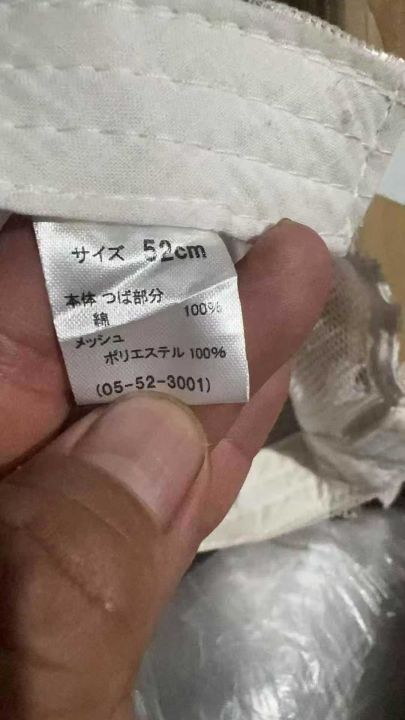 サイズ 52cm
本体 つば部分
綿 100%
メッシュ
ポリエステル 100%
(05-52-3001)